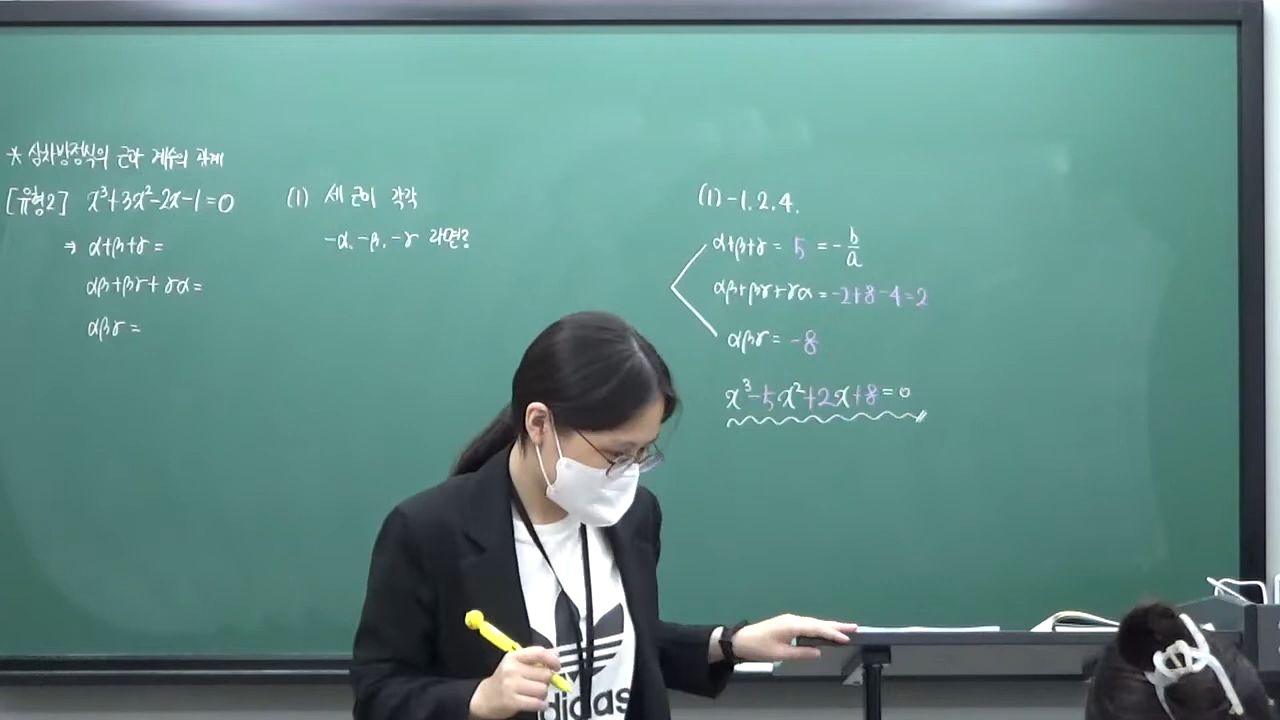 * 삼차방정식의 근과 계수의 관계
[유형2] x³+3x²-2x-1=0
⇒ α+β+γ=
αβ+βγ+γα=
αβγ=
(1) 세 근이 각각
-α, -β, -γ 라면?
(1) -1, 2, 4.
α+β+γ = 5 = -b/a
αβ+βγ+γα = -2+8-4=2
αβγ = -8
x³-5x²+2x+8=0
adidas